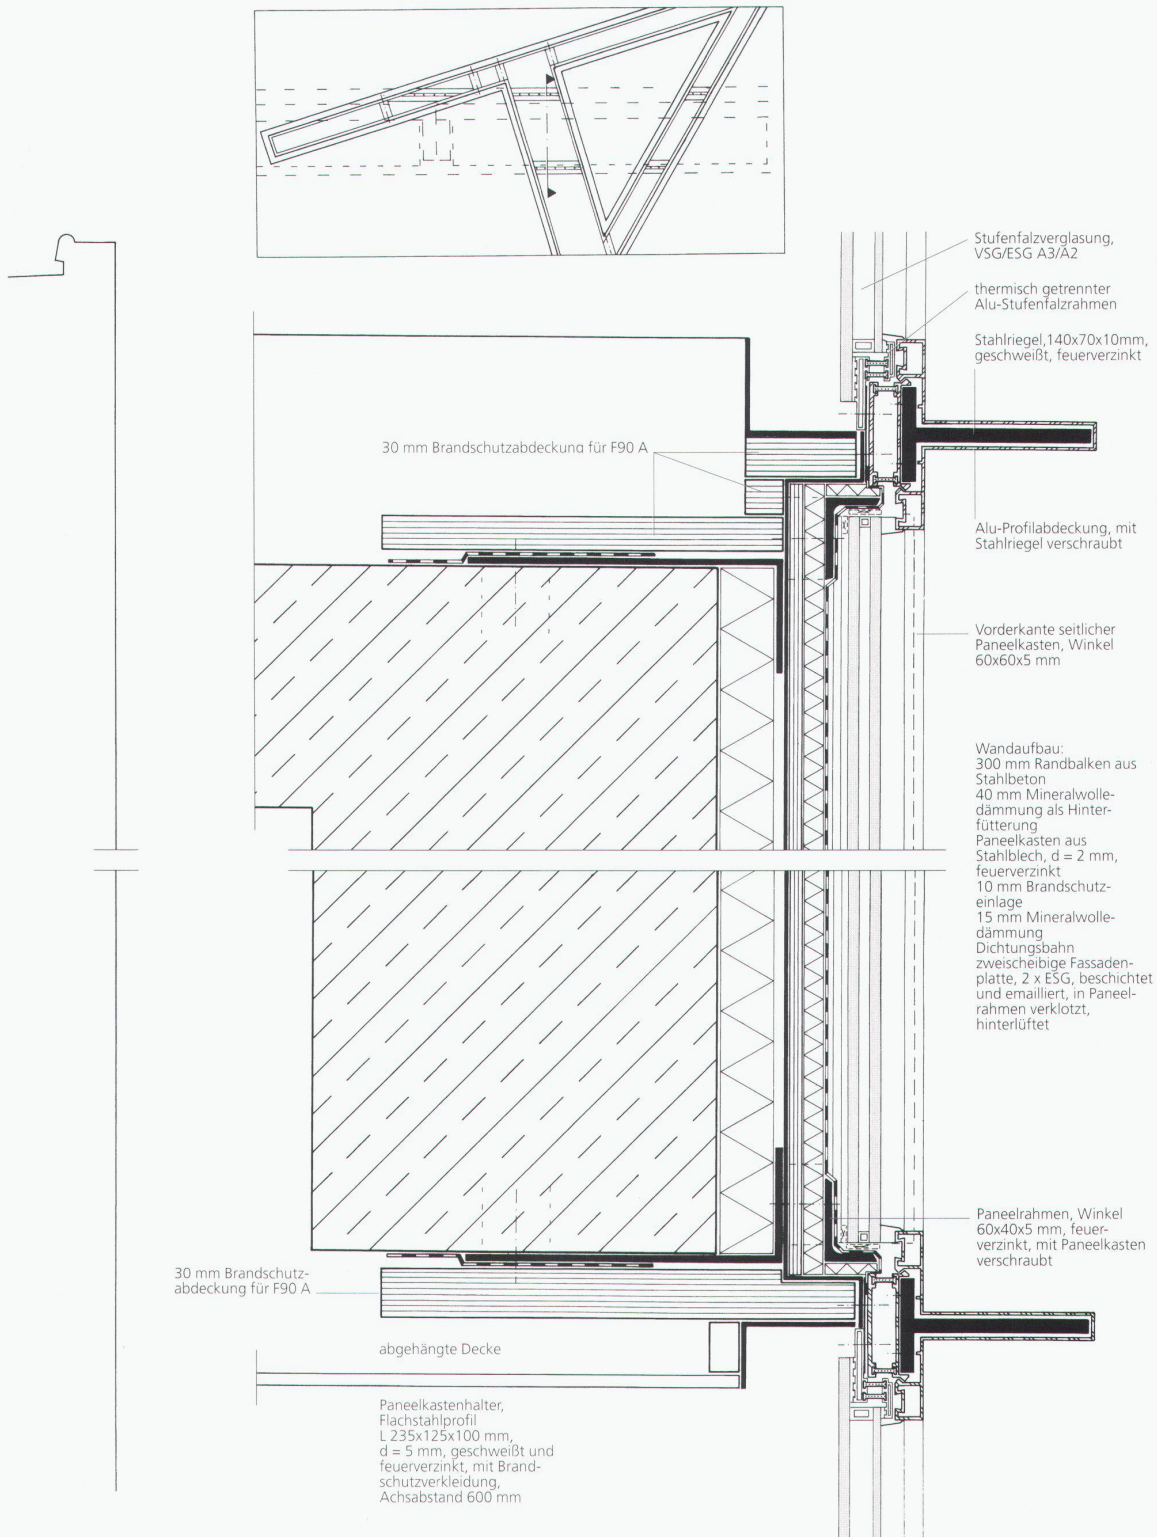 Stufenfalzverglasung,
VSG/ESG A3/A2
thermisch getrennter
Alu-Stufenfalzrahmen
Stahlriegel,140x70x10mm,
geschweißt, feuerverzinkt
30 mm Brandschutzabdeckung für F90 A
Alu-Profilabdeckung, mit
Stahlriegel verschraubt
Vorderkante seitlicher
Paneelkasten, Winkel
60x60x5 mm
Wandaufbau:
300 mm Randbalken aus
Stahlbeton
40 mm Mineralwolle-
dämmung als Hinter-
fütterung
Paneelkasten aus
Stahlblech, d = 2 mm,
feuerverzinkt
10 mm Brandschutz-
einlage
15 mm Mineralwolle-
dämmung
Dichtungsbahn
zweischeibige Fassaden-
platte, 2 x ESG, beschichtet
und emailliert, in Paneel-
rahmen verklotzt,
hinterlüftet
Paneelrahmen, Winkel
60x40x5 mm, feuer-
verzinkt, mit Paneelkasten
verschraubt
30 mm Brandschutz-
abdeckung für F90 A
abgehängte Decke
Paneelkastenhalter,
Flachstahlprofil
L 235x125x100 mm,
d = 5 mm, geschweißt und
feuerverzinkt, mit Brand-
schutzverkleidung,
Achsabstand 600 mm